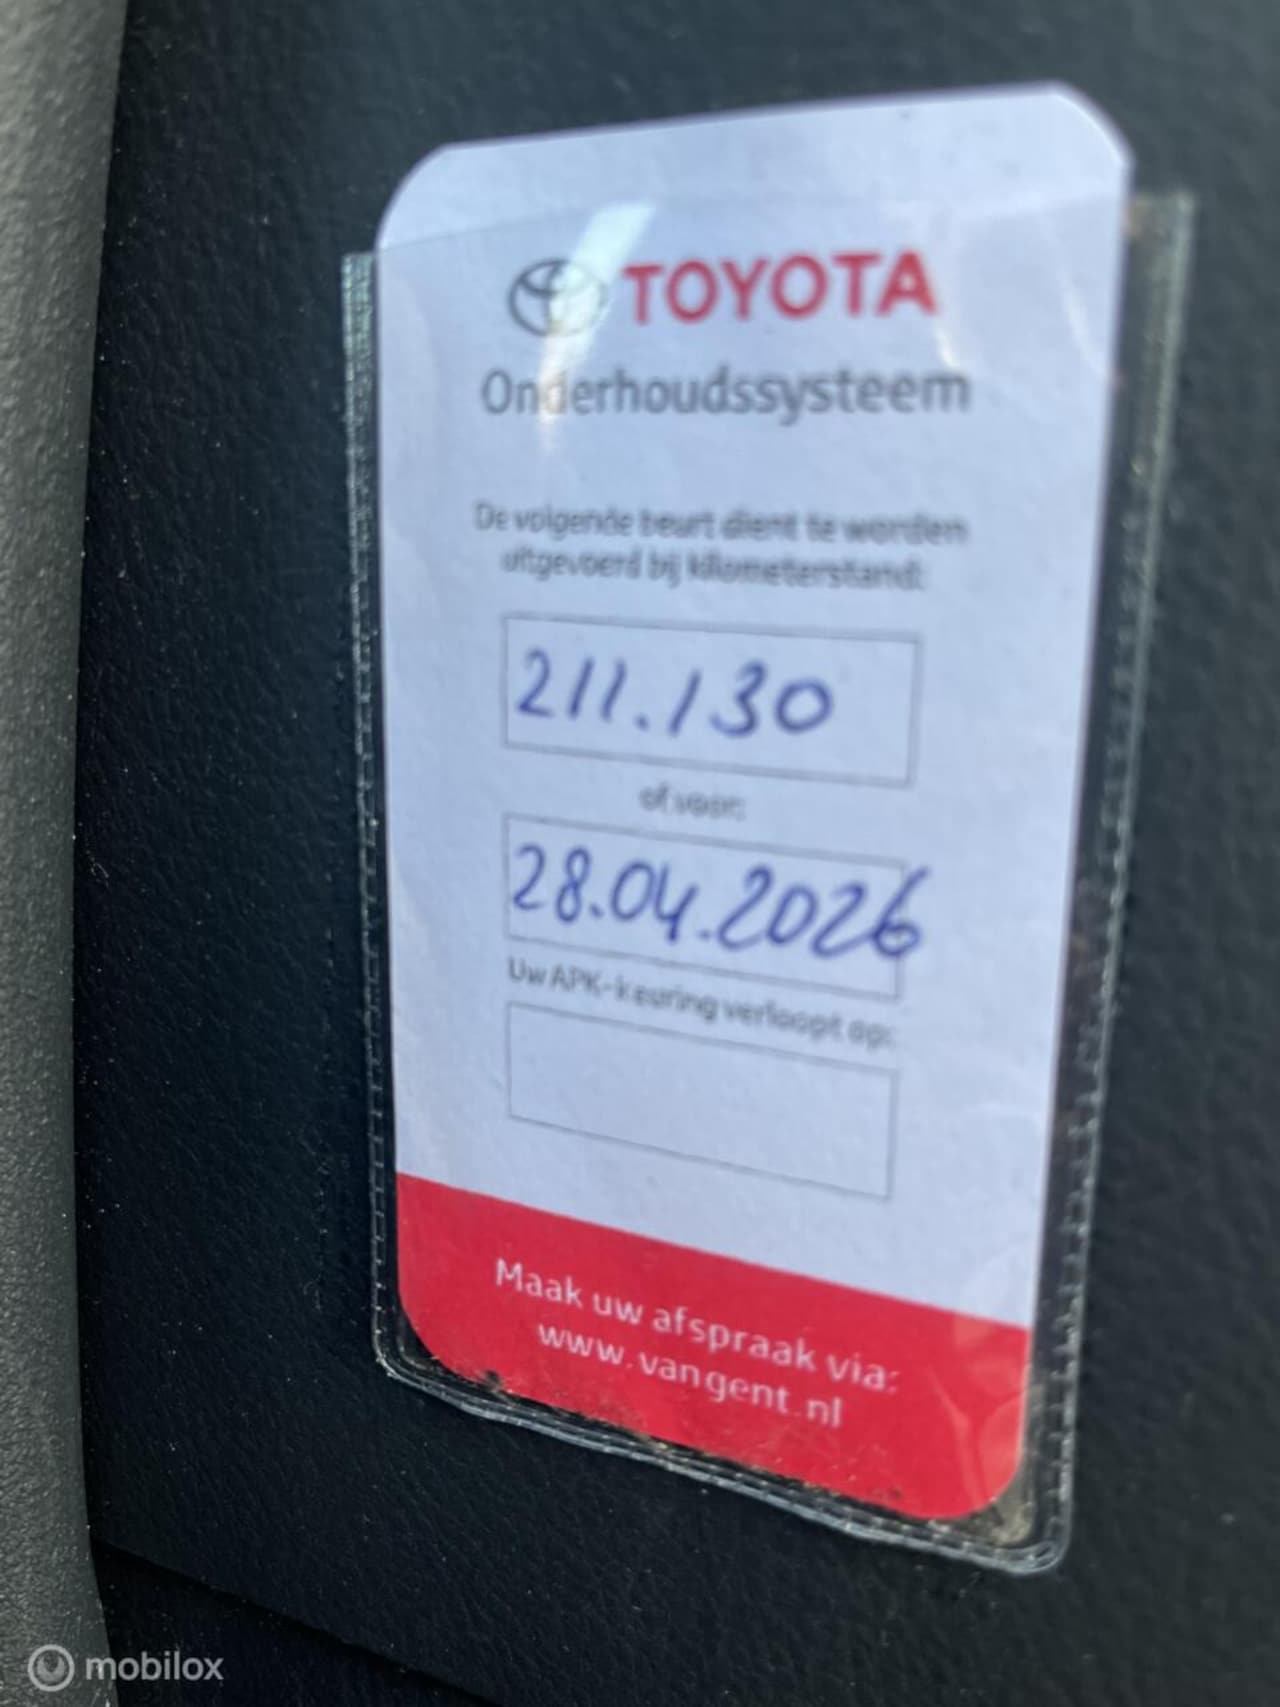 TOYOTA
Onderhoudssysteem
De volgende beurt dient te worden
uitgevoerd bij kilometerstand:
211.130
of voor:
28.04.2026
Uw APK-keuring verloopt op:
Maak uw afspraak via:
www.vangent.nl
mobilox